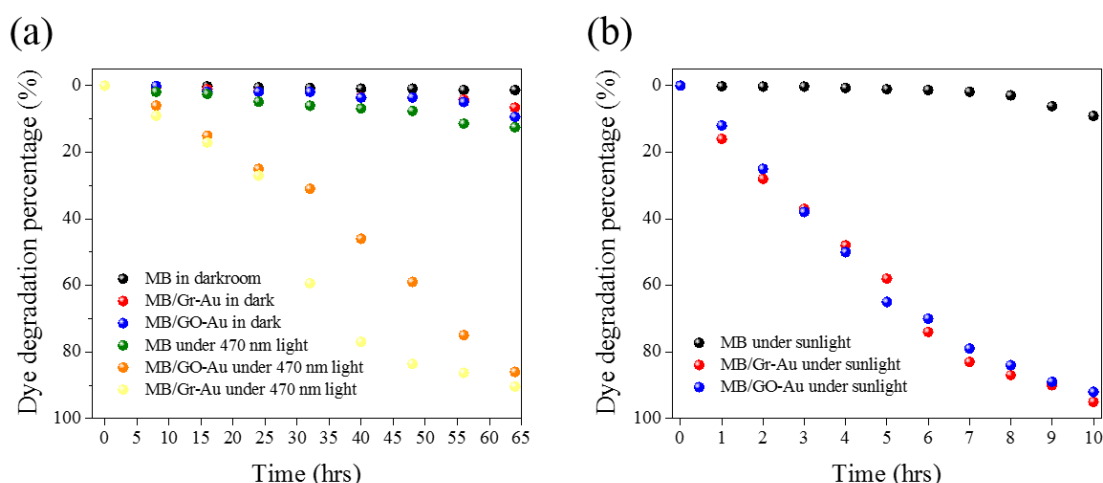 (a)
Dye degradation percentage (%)
0
20
40
60
80
100
MB in darkroom
MB/Gr-Au in dark
MB/GO-Au in dark
MB under 470 nm light
MB/GO-Au under 470 nm light
MB/Gr-Au under 470 nm light
0 5 10 15 20 25 30 35 40 45 50 55 60 65
Time (hrs)
(b)
Dye degradation percentage (%)
0
20
40
60
80
100
MB under sunlight
MB/Gr-Au under sunlight
MB/GO-Au under sunlight
0 1 2 3 4 5 6 7 8 9 10
Time (hrs)